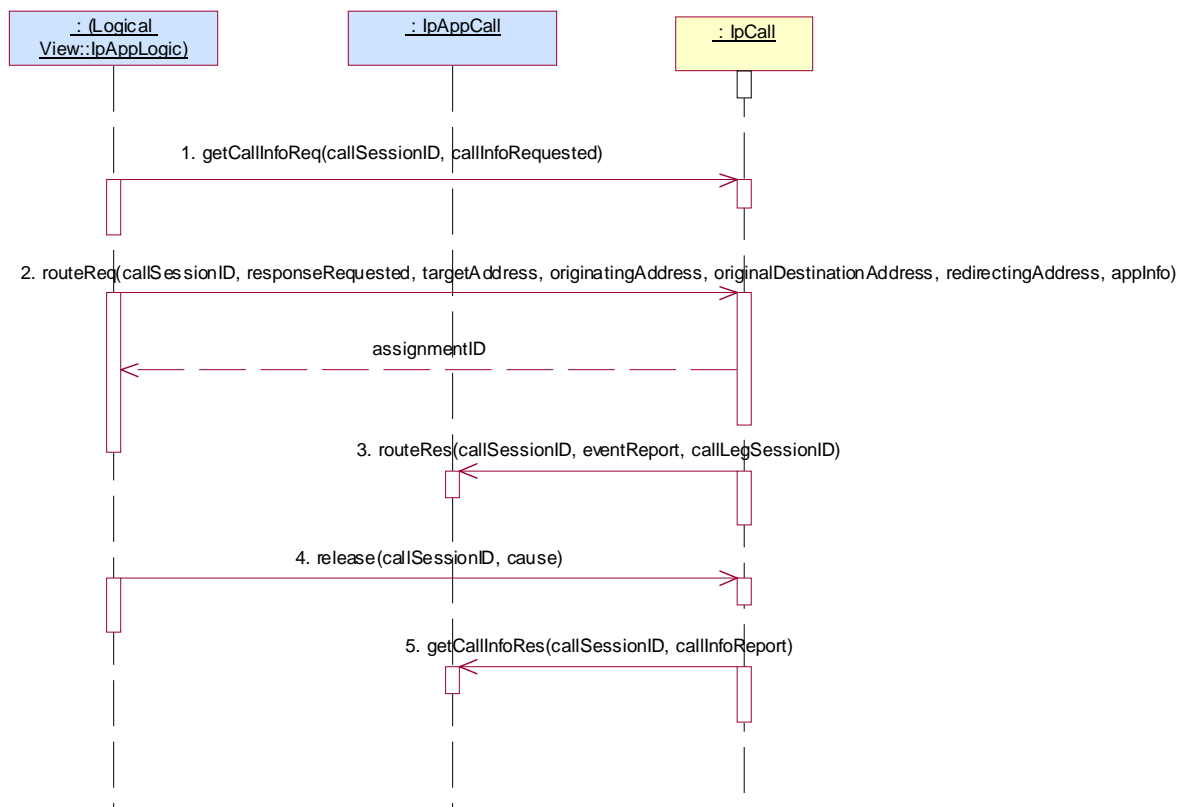 : (Logical
View::IpAppLogic)
: IpAppCall
: IpCall
1. getCallInfoReq(callSessionID, callInfoRequested)
2. routeReq(callSessionID, responseRequested, targetAddress, originatingAddress, originalDestinationAddress, redirectingAddress, appInfo)
assignmentID
3. routeRes(callSessionID, eventReport, callLegSessionID)
4. release(callSessionID, cause)
5. getCallInfoRes(callSessionID, callInfoReport)